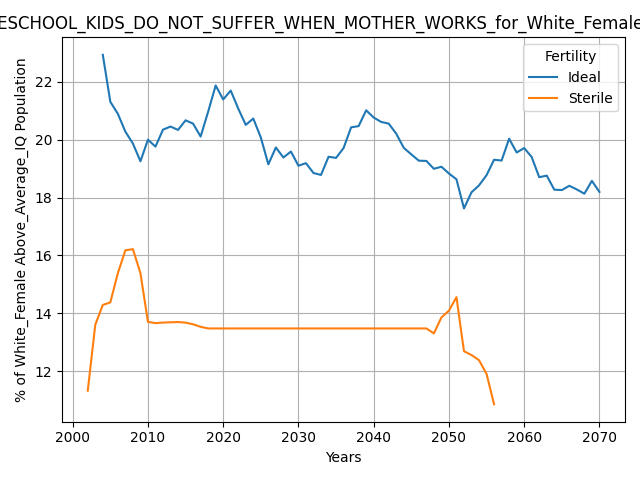 ESCHOOL_KIDS_DO_NOT_SUFFER_WHEN_MOTHER_WORKS_for_White_Female
Fertility
Ideal
Sterile
% of White_Female Above_Average_IQ Population
22
20
18
16
14
12
2000 2010 2020 2030 2040 2050 2060 2070
Years